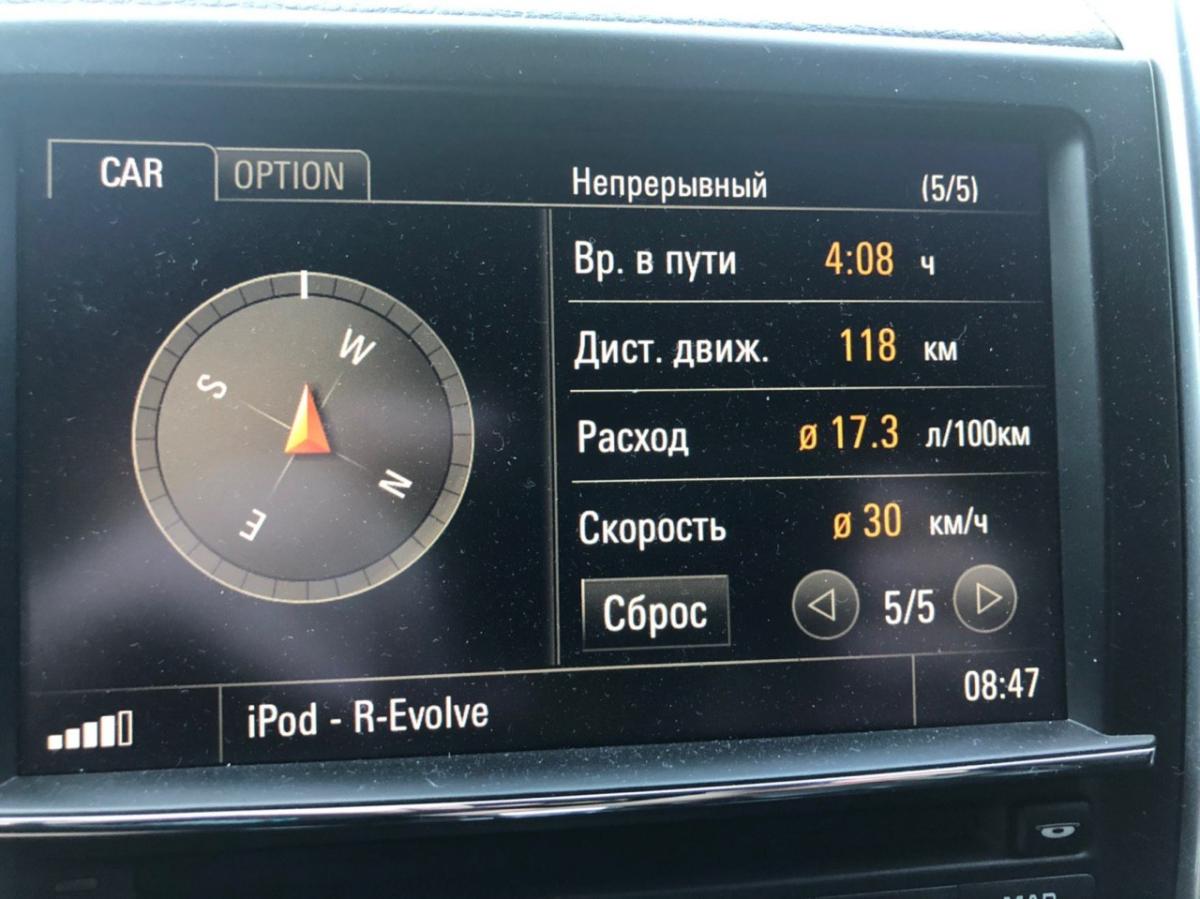 CAR OPTION Непрерывный (5/5)
Вр. в пути 4:08 ч
Дист. движ. 118 км
Расход ø 17.3 л/100км
Скорость ø 30 км/ч
W
S
N
E
Сброс 5/5
iPod - R-Evolve 08:47